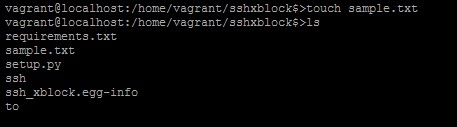 vagrant@localhost:/home/vagrant/sshxblock$>touch sample.txt
vagrant@localhost:/home/vagrant/sshxblock$>ls
requirements.txt
sample.txt
setup.py
ssh
ssh_xblock.egg-info
to